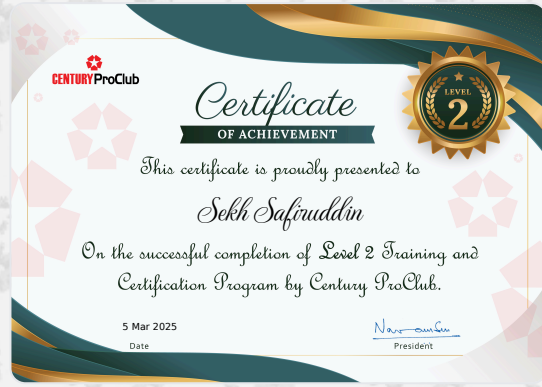 CENTURY ProClub
Certificate
OF ACHIEVEMENT
LEVEL
2
This certificate is proudly presented to
Sekh Safiruddin
On the successful completion of Level 2 Training and
Certification Program by Century ProClub.
5 Mar 2025
Date
President